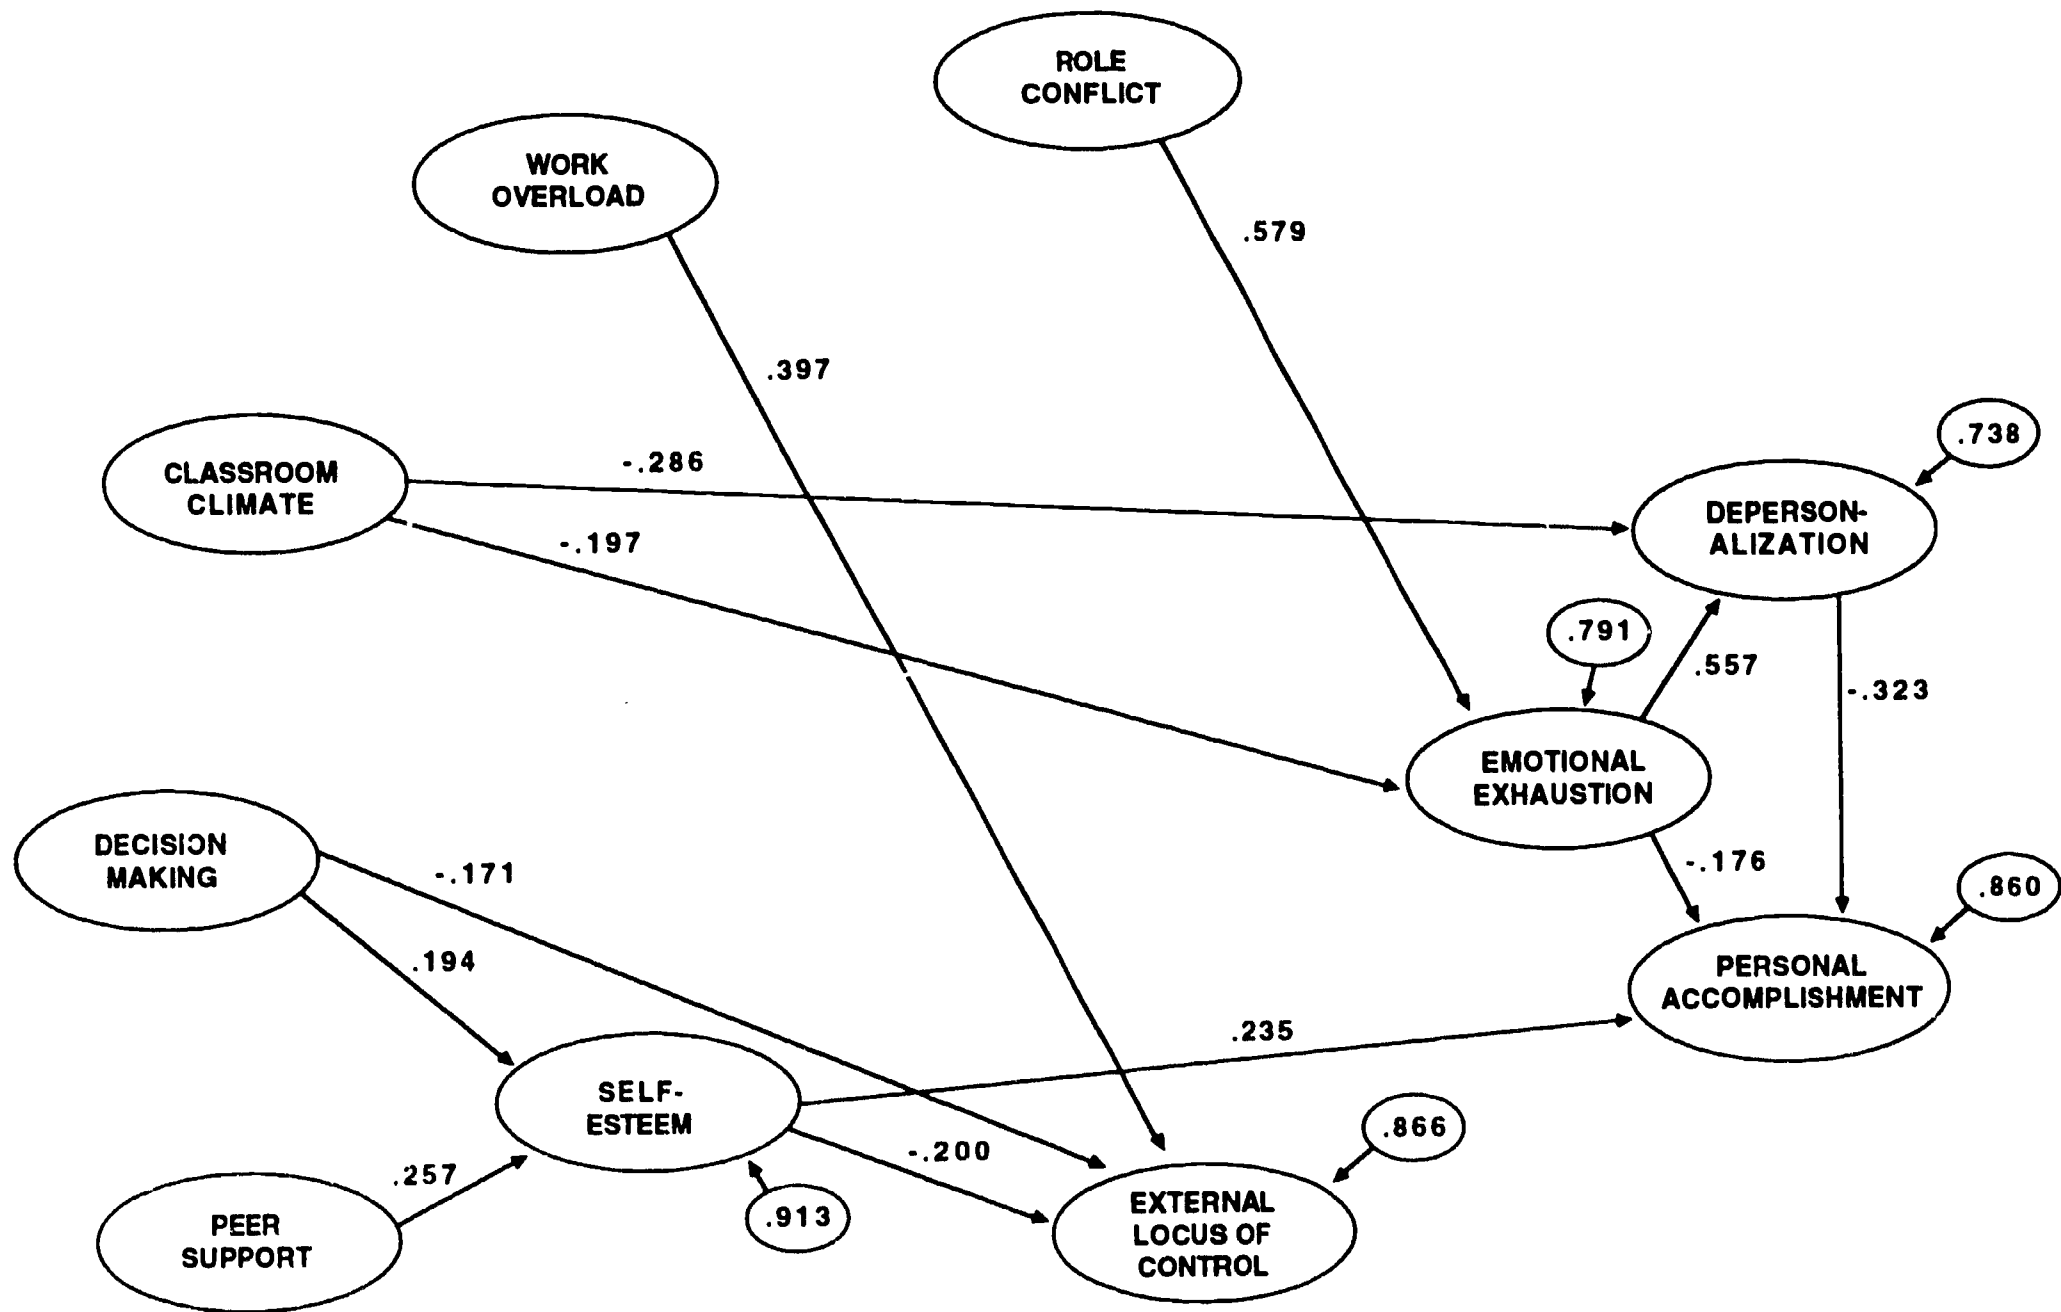 ROLE
CONFLICT
WORK
OVERLOAD
.579
.397
.738
CLASSROOM
CLIMATE
-.286
-.197
DEPERSON-
ALIZATION
.791
.557
-.323
EMOTIONAL
EXHAUSTION
DECISION
MAKING
-.171
-.176
.860
.194
PERSONAL
ACCOMPLISHMENT
.235
SELF-
ESTEEM
.866
-.200
.257
.913
PEER
SUPPORT
EXTERNAL
LOCUS OF
CONTROL